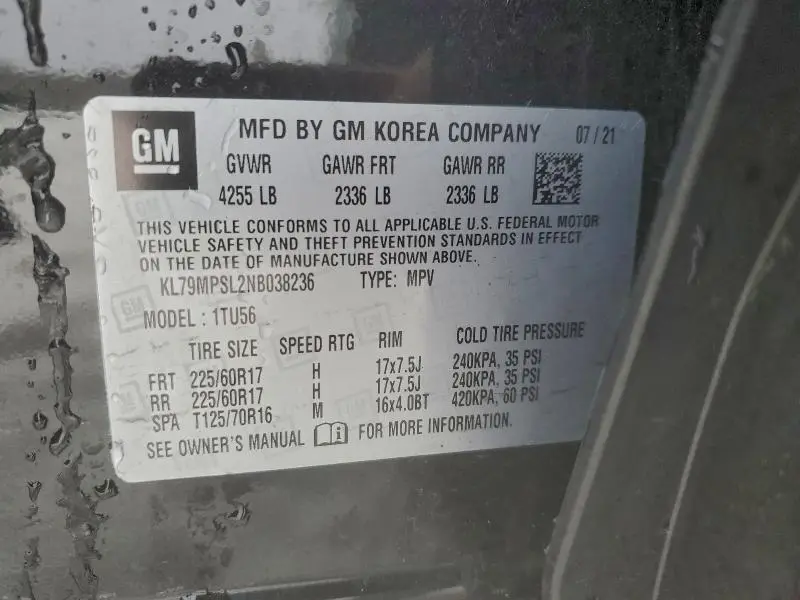 GM MFD BY GM KOREA COMPANY 07/21
GVWR GAWR FRT GAWR RR
4255 LB 2336 LB 2336 LB
THIS VEHICLE CONFORMS TO ALL APPLICABLE U.S. FEDERAL MOTOR
VEHICLE SAFETY AND THEFT PREVENTION STANDARDS IN EFFECT
ON THE DATE OF MANUFACTURE SHOWN ABOVE.
KL79MPSL2NB038236 TYPE: MPV
MODEL: 1TU56
TIRE SIZE SPEED RTG RIM COLD TIRE PRESSURE
FRT 225/60R17 H 17x7.5J 240KPA, 35 PSI
RR 225/60R17 H 17x7.5J 240KPA, 35 PSI
SPA T125/70R16 M 16x4.0BT 420KPA, 60 PSI
SEE OWNER'S MANUAL i FOR MORE INFORMATION.